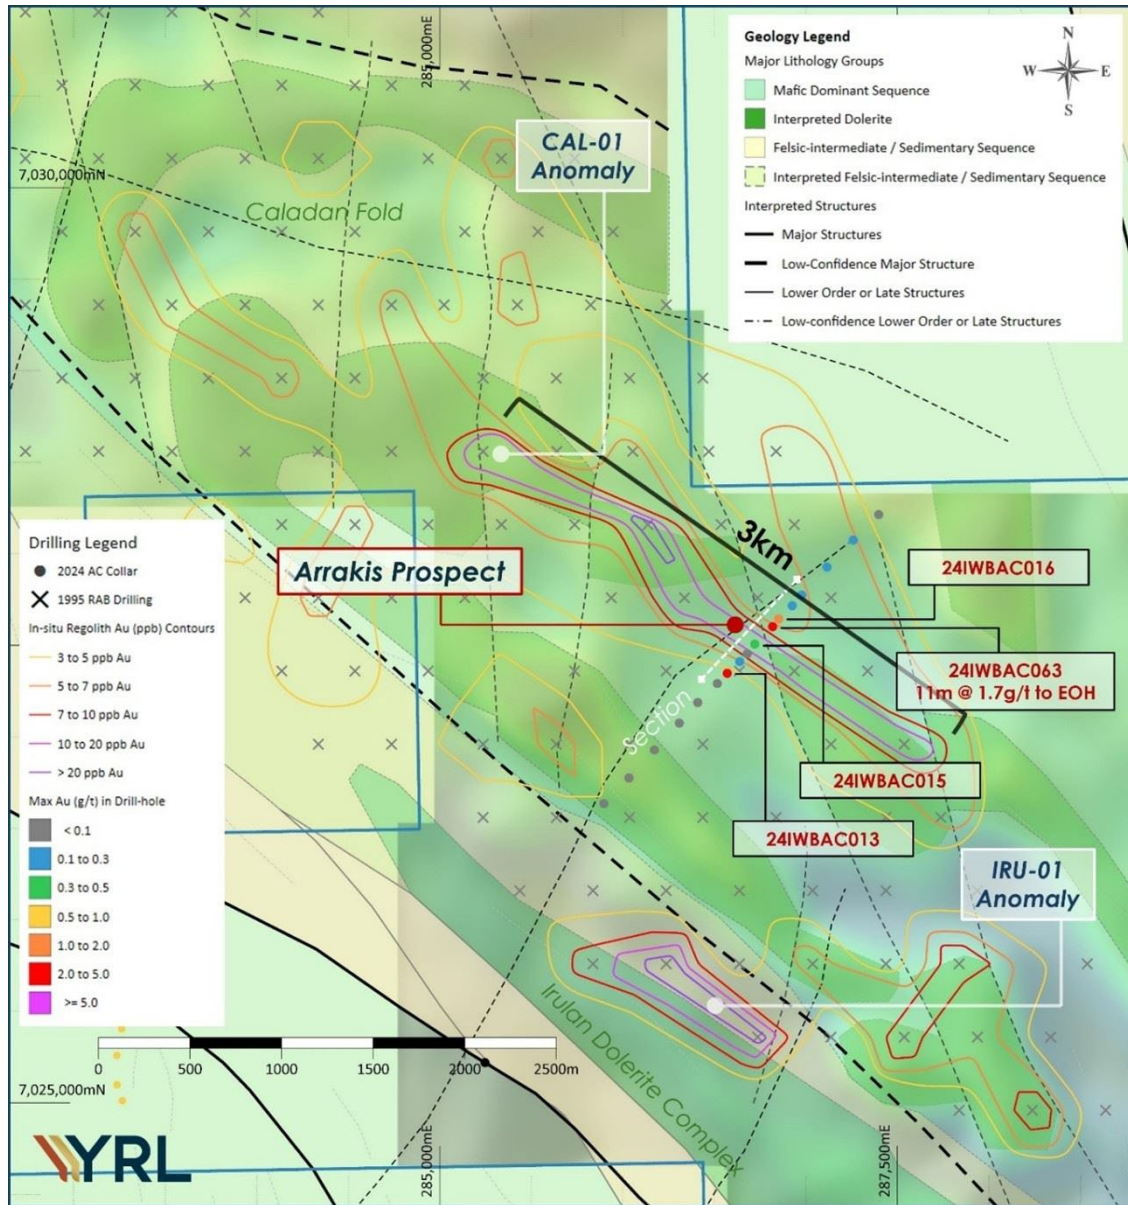 285,000mE
Geology Legend
Major Lithology Groups
Mafic Dominant Sequence
Interpreted Dolerite
Felsic-intermediate / Sedimentary Sequence
Interpreted Felsic-intermediate / Sedimentary Sequence
Interpreted Structures
Major Structures
Low-Confidence Major Structure
Lower Order or Late Structures
Low-confidence Lower Order or Late Structures
N
W
E
S
CAL-01
Anomaly
7,030,000mN
Caladan Fold
3km
Arrakis Prospect
24IWBAC016
24IWBAC063
11m @ 1.7g/t to EOH
24IWBAC015
24IWBAC013
Section
Drilling Legend
2024 AC Collar
1995 RAB Drilling
In-situ Regolith Au (ppb) Contours
3 to 5 ppb Au
5 to 7 ppb Au
7 to 10 ppb Au
10 to 20 ppb Au
> 20 ppb Au
Max Au (g/t) in Drill-hole
< 0.1
0.1 to 0.3
0.3 to 0.5
0.5 to 1.0
1.0 to 2.0
2.0 to 5.0
>= 5.0
IRU-01
Anomaly
Irulan Dolerite Complex
0
500
1000
1500
2000
2500m
7,025,000mN
YRL
285,000mE
287,500mE